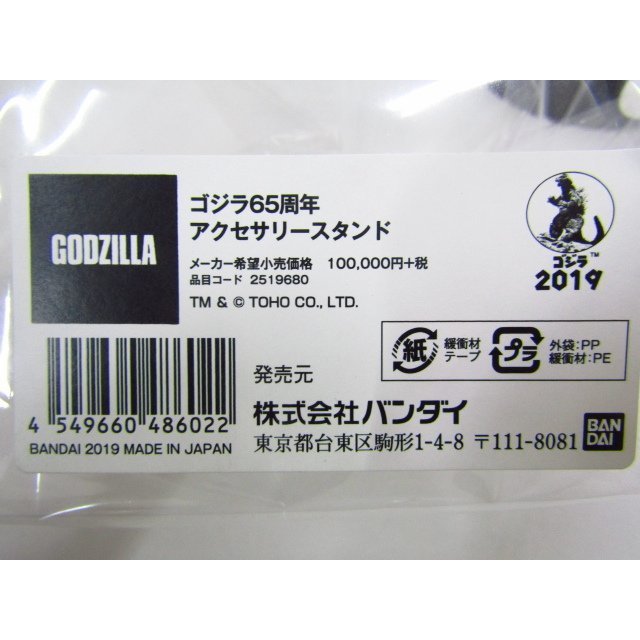 GODZILLA
ゴジラ65周年
アクセサリースタンド
メーカー希望小売価格 100,000円+税
品目コード 2519680
TM & © TOHO CO., LTD.
ゴジラ™
2019
紙
緩衝材
テープ
プラ
外袋:PP
緩衝材:PE
4 549660 486022
BANDAI 2019 MADE IN JAPAN
発売元
株式会社バンダイ
東京都台東区駒形1-4-8 〒111-8081
BAN
DAI